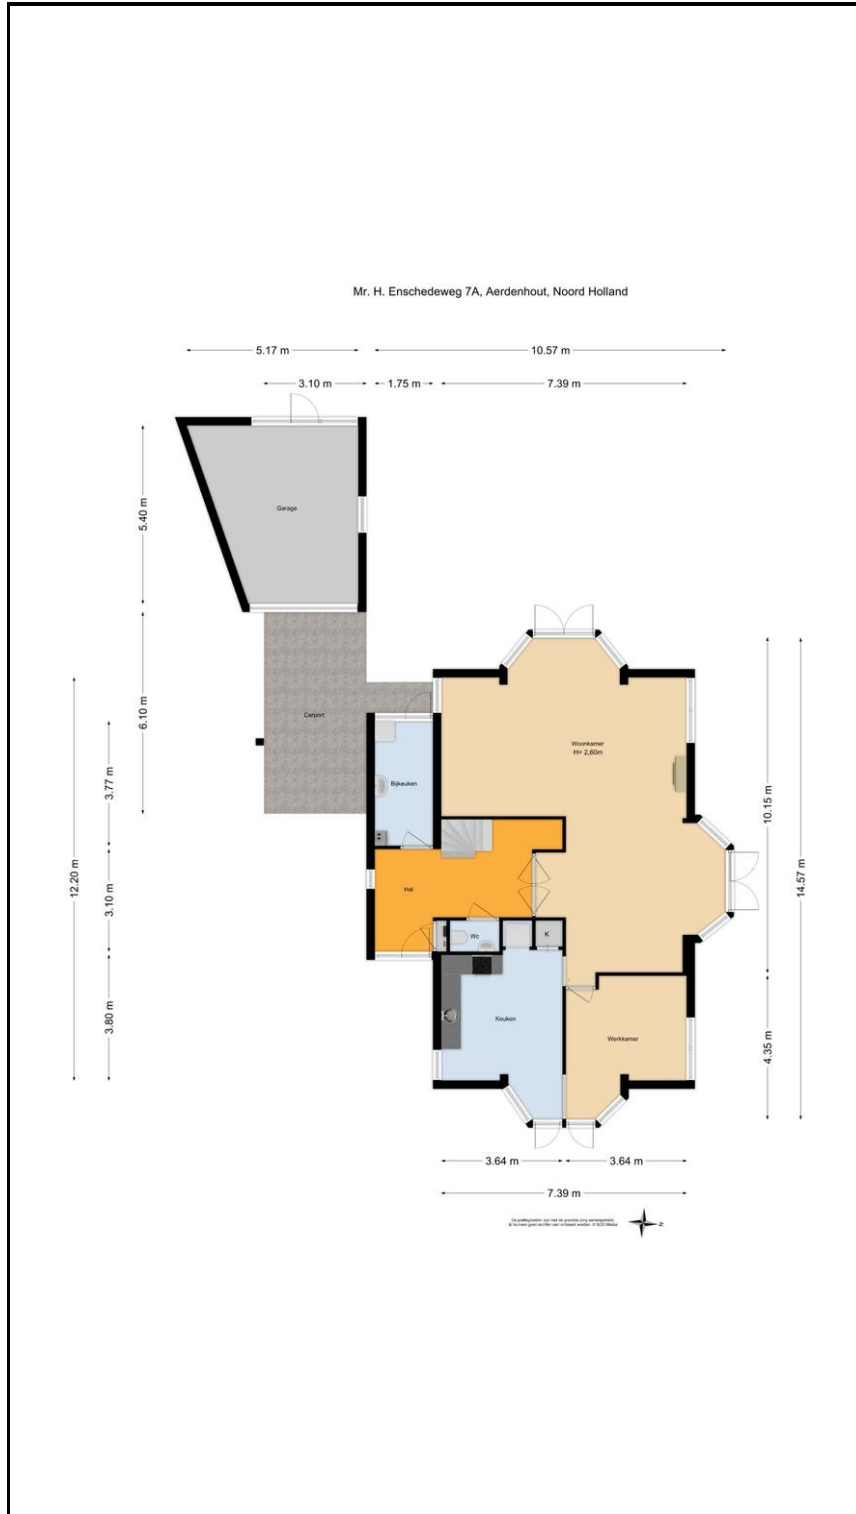 Mr. H. Enschedeweg 7A, Aerdenhout, Noord Holland
5.17 m
10.57 m
3.10 m
1.75 m
7.39 m
5.40 m
Garage
6.10 m
Carport
Woonkamer
H= 2,60m
3.77 m
Bijkeuken
10.15 m
12.20 m
14.57 m
3.10 m
Hal
Wc
K
3.80 m
Keuken
Werkkamer
4.35 m
3.64 m
3.64 m
7.39 m
N